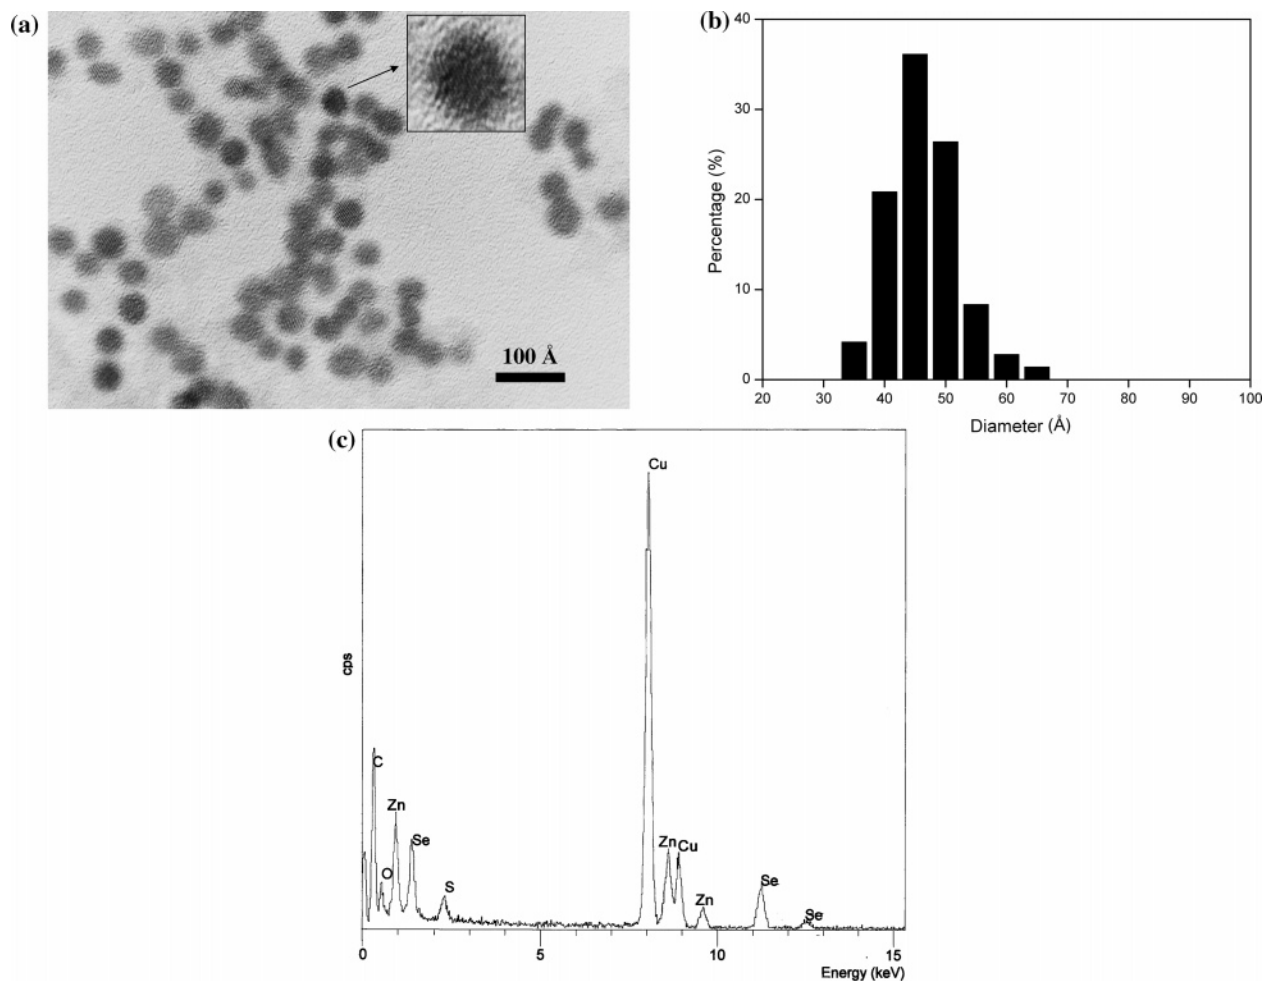 (a)
100 Å
(b)
40
30
20
10
0
Percentage (%)
20 30 40 50 60 70 80 90 100
Diameter (Å)
(c)
Cu
cps
C
Zn
Se
O
S
Zn
Cu
Zn
Se
Se
0 5 10 15
Energy (keV)